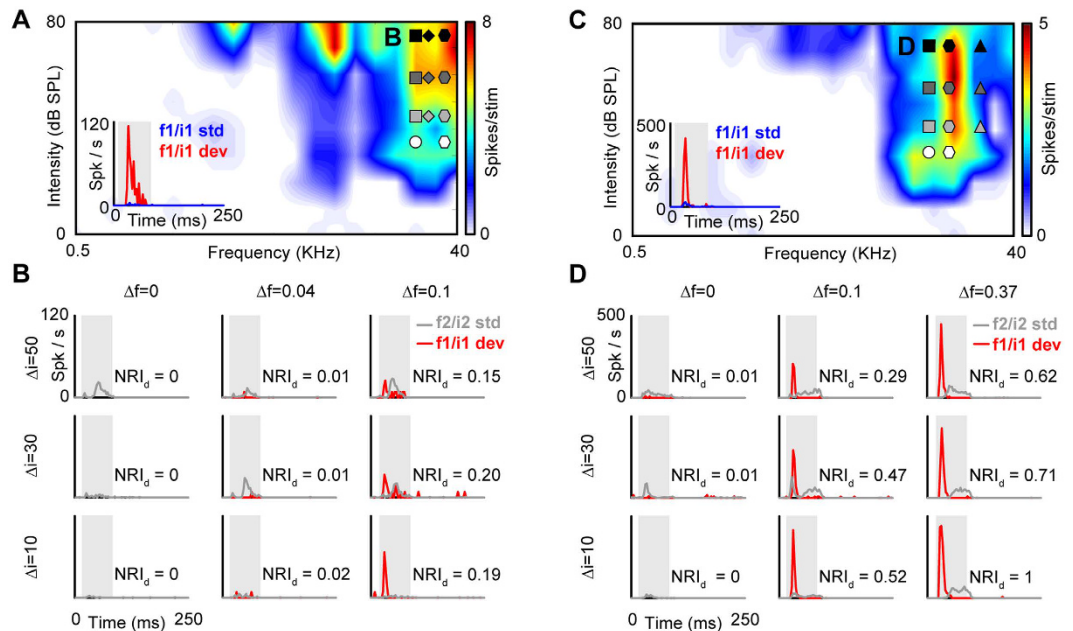 A
80
B
8
Intensity (dB SPL)
Spikes/stim
120
Spk / s
0
f1/i1 std
f1/i1 dev
0
250
Time (ms)
0
0
0.5
Frequency (KHz)
40
C
80
D
5
Intensity (dB SPL)
Spikes/stim
500
Spk / s
0
f1/i1 std
f1/i1 dev
0
250
Time (ms)
0
0
0.5
Frequency (KHz)
40
B
Δf=0
Δf=0.04
Δf=0.1
120
Spk / s
0
f2/i2 std
f1/i1 dev
Δi=50
NRId = 0
NRId = 0.01
NRId = 0.15
Δi=30
NRId = 0
NRId = 0.01
NRId = 0.20
Δi=10
NRId = 0
NRId = 0.02
NRId = 0.19
0
Time (ms)
250
D
Δf=0
Δf=0.1
Δf=0.37
500
Spk / s
0
f2/i2 std
f1/i1 dev
Δi=50
NRId = 0.01
NRId = 0.29
NRId = 0.62
Δi=30
NRId = 0.01
NRId = 0.47
NRId = 0.71
Δi=10
NRId = 0
NRId = 0.52
NRId = 1
0
Time (ms)
250